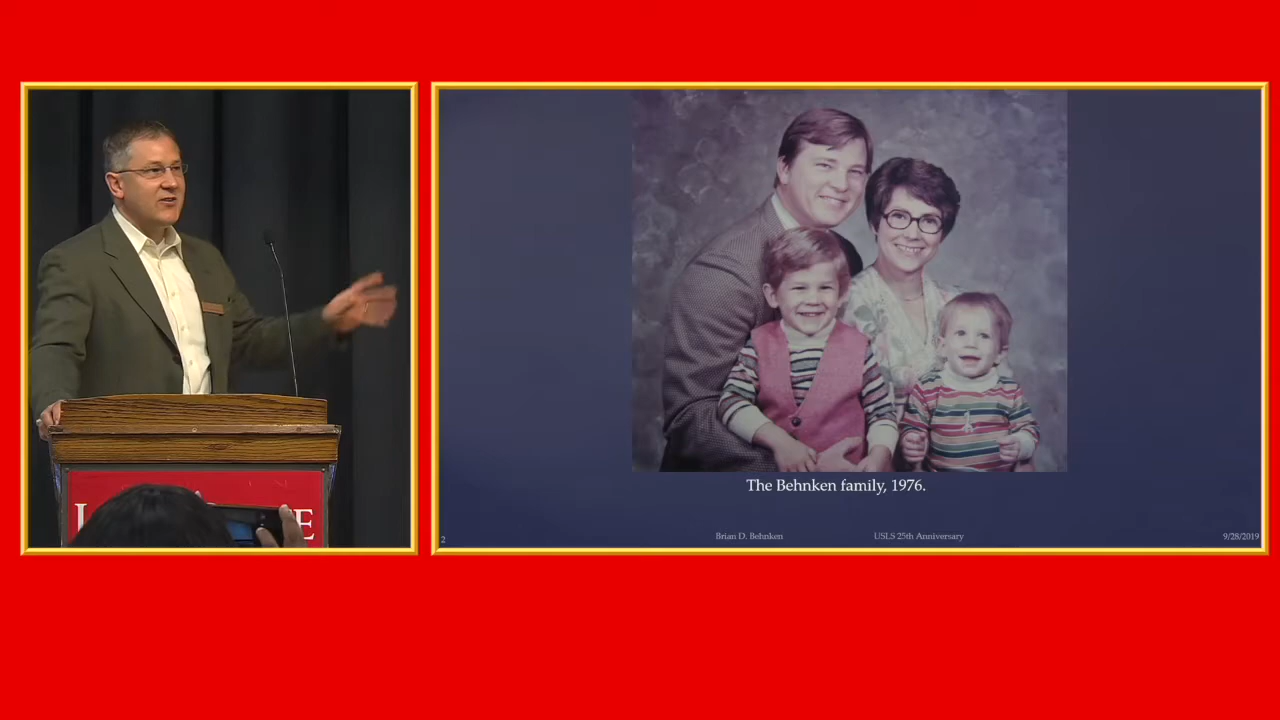 The Behnken family, 1976.
2
Brian D. Behnken
USLS 25th Anniversary
9/28/2019